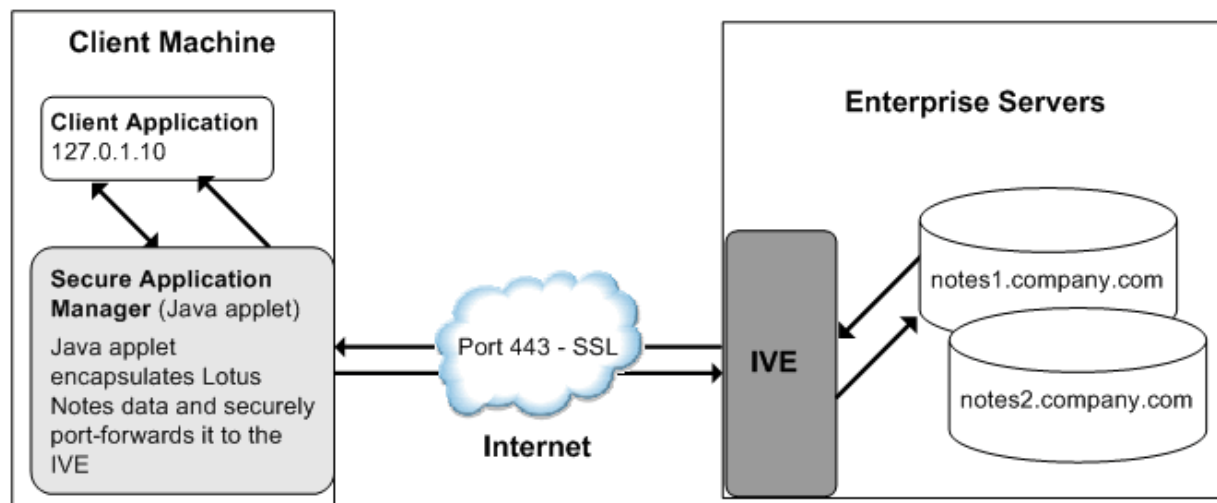 Client Machine
Client Application
127.0.1.10
Secure Application
Manager (Java applet)
Java applet
encapsulates Lotus
Notes data and securely
port-forwards it to the
IVE
Port 443 - SSL
Internet
Enterprise Servers
IVE
notes1.company.com
notes2.company.com